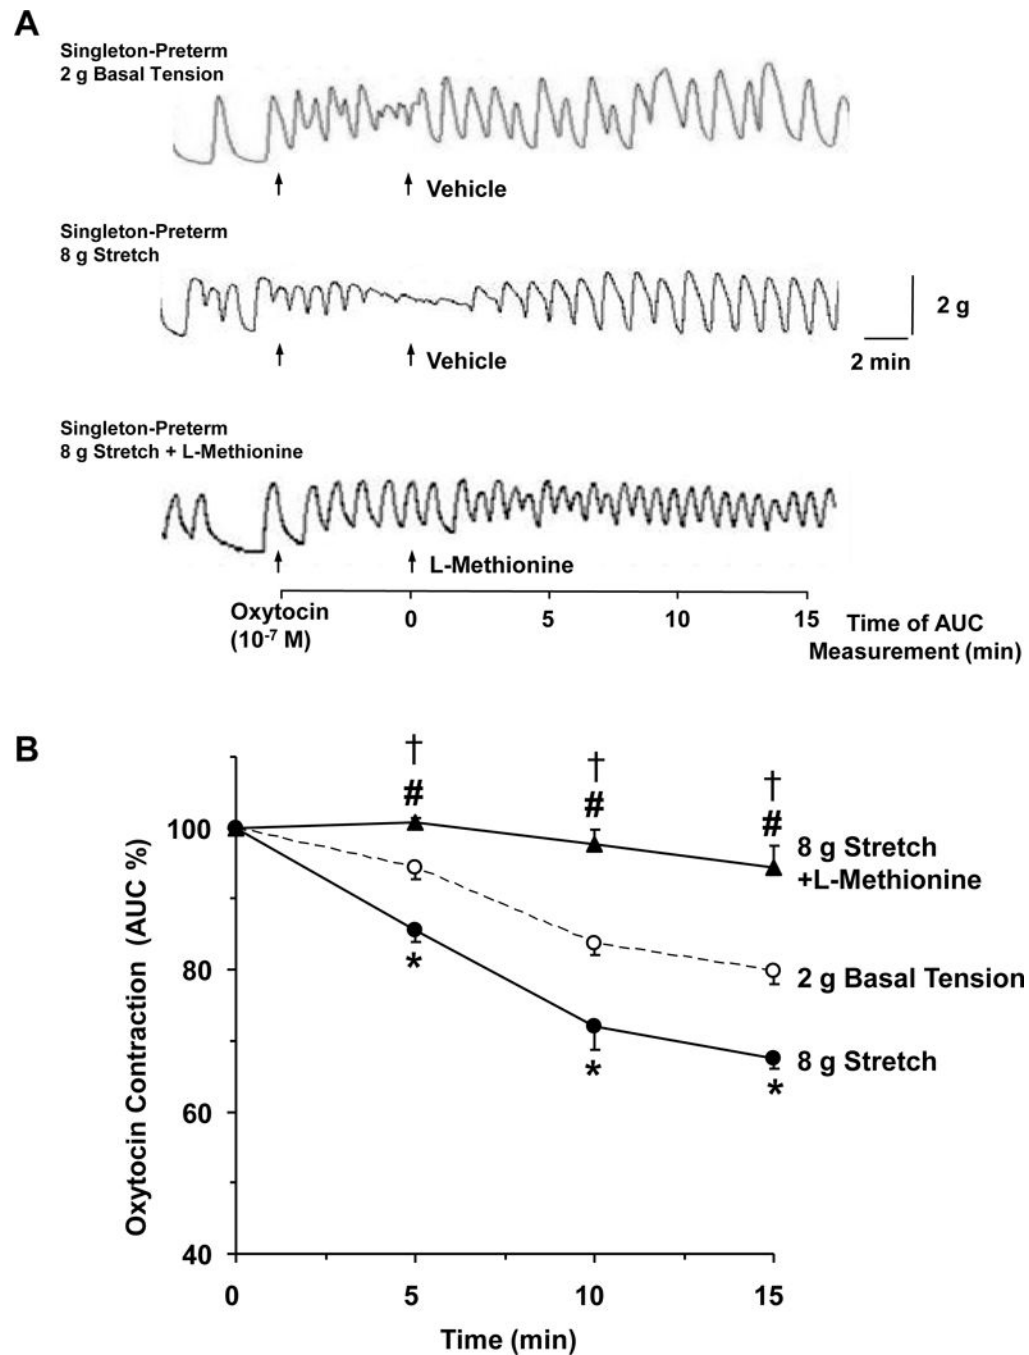 A
Singleton-Preterm
2 g Basal Tension
Vehicle
Singleton-Preterm
8 g Stretch
Vehicle
2 g
2 min
Singleton-Preterm
8 g Stretch + L-Methionine
L-Methionine
Oxytocin
(10⁻⁷ M)
0 5 10 15
Time of AUC
Measurement (min)
B
† † †
# # #
100
80
60
40
Oxytocin Contraction (AUC %)
8 g Stretch
+L-Methionine
2 g Basal Tension
8 g Stretch
* * *
0 5 10 15
Time (min)